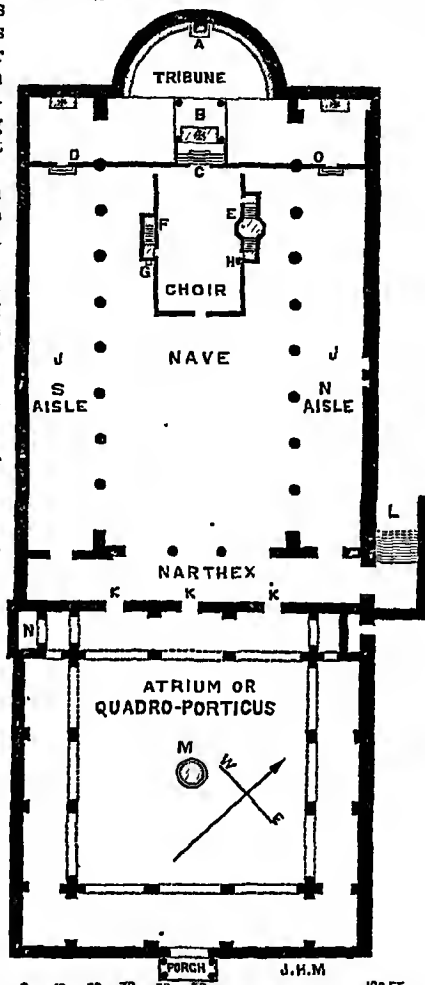 A
TRIBUNE
B
D
O
C
E
F
G
H
CHOIR
J
NAVE
J
S
AISLE
N
AISLE
L
NARTHEX
K K K
N
ATRIUM OR
QUADRO-PORTICUS
M
W
E
PORCH
J.H.M